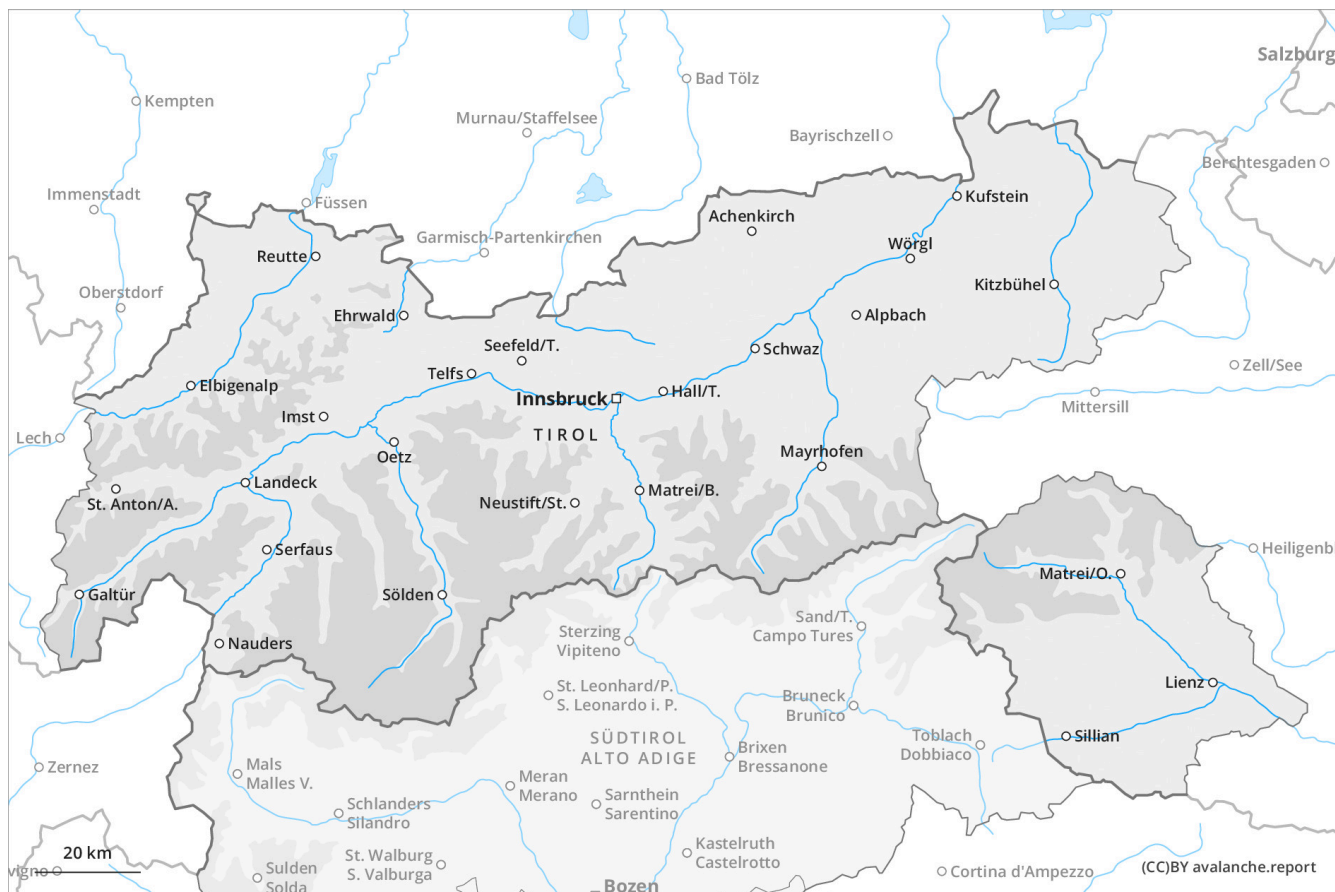 Salzburg
Bad Tölz
Kempten
Murnau/Staffelsee
Bayrischzell
Berchtesgaden
Immenstadt
Füssen
Kufstein
Achenkirch
Garmisch-Partenkirchen
Wörgl
Reutte
Kitzbühel
Oberstdorf
Ehrwald
Alpbach
Seefeld/T.
Schwaz
Zell/See
Telfs
Elbigenalp
Innsbruck
Hall/T.
Mittersill
Imst
TIROL
Lech
Oetz
Mayrhofen
Landeck
St. Anton/A.
Neustift/St.
Matrei/B.
Serfaus
Heiligenb
Matrei/O.
Galtür
Sölden
Sand/T.
Campo Tures
Sterzing
Vipiteno
Nauders
St. Leonhard/P.
S. Leonardo i. P.
Bruneck
Brunico
Lienz
SÜDTIROL
ALTO ADIGE
Sillian
Toblach
Dobbiaco
Brixen
Bressanone
Zernez
Mals
Malles V.
Meran
Merano
Schlanders
Silandro
Sarnthein
Sarentino
Kastelruth
Castelrotto
20 km
St. Walburg
S. Valburga
vigno
Sulden
Solda
Cortina d'Ampezzo
(CC)BY avalanche.report
Bozen